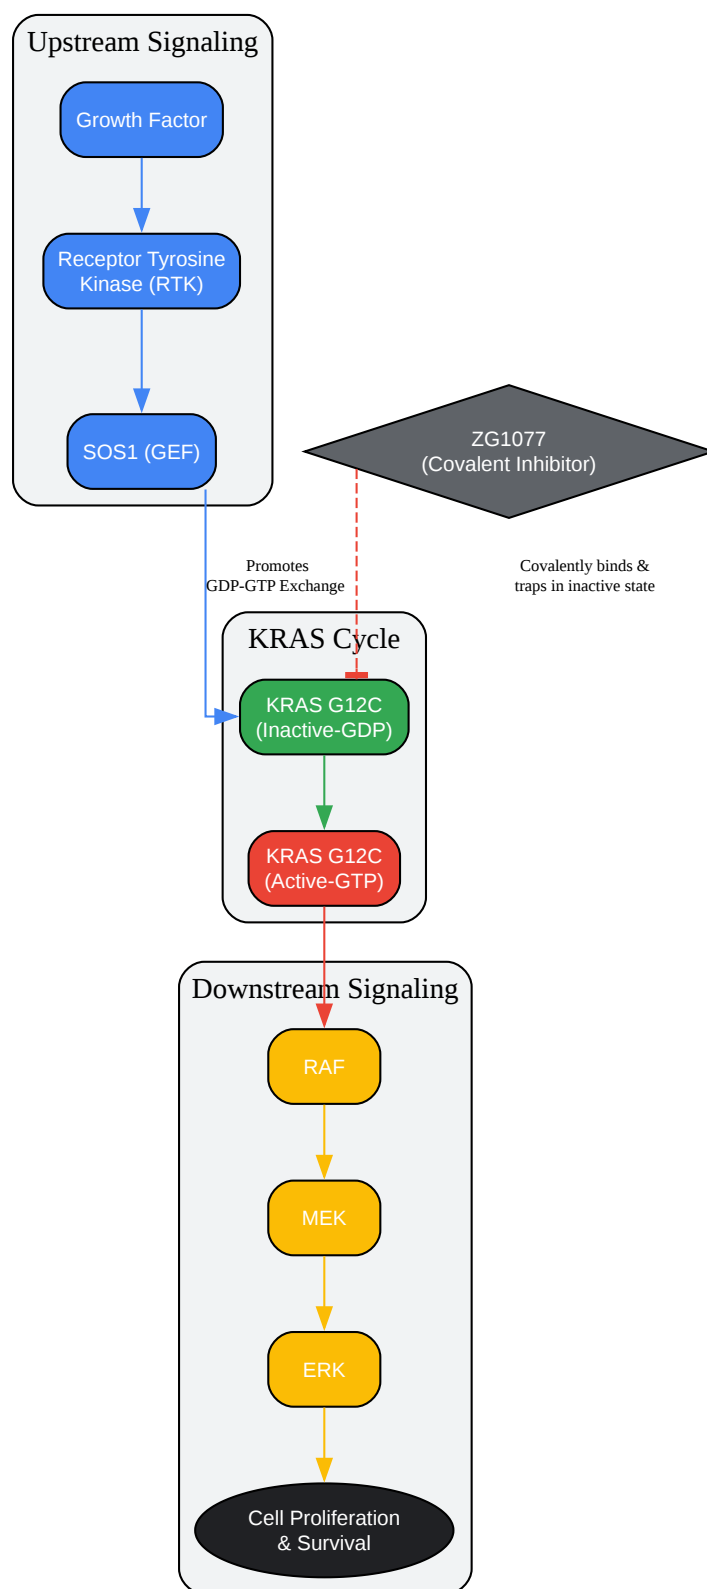 Upstream Signaling
Growth Factor
Receptor Tyrosine
Kinase (RTK)
SOS1 (GEF)
ZG1077
(Covalent Inhibitor)
Promotes
GDP-GTP Exchange
Covalently binds &
traps in inactive state
KRAS Cycle
KRAS G12C
(Inactive-GDP)
KRAS G12C
(Active-GTP)
Downstream Signaling
RAF
MEK
ERK
Cell Proliferation
& Survival